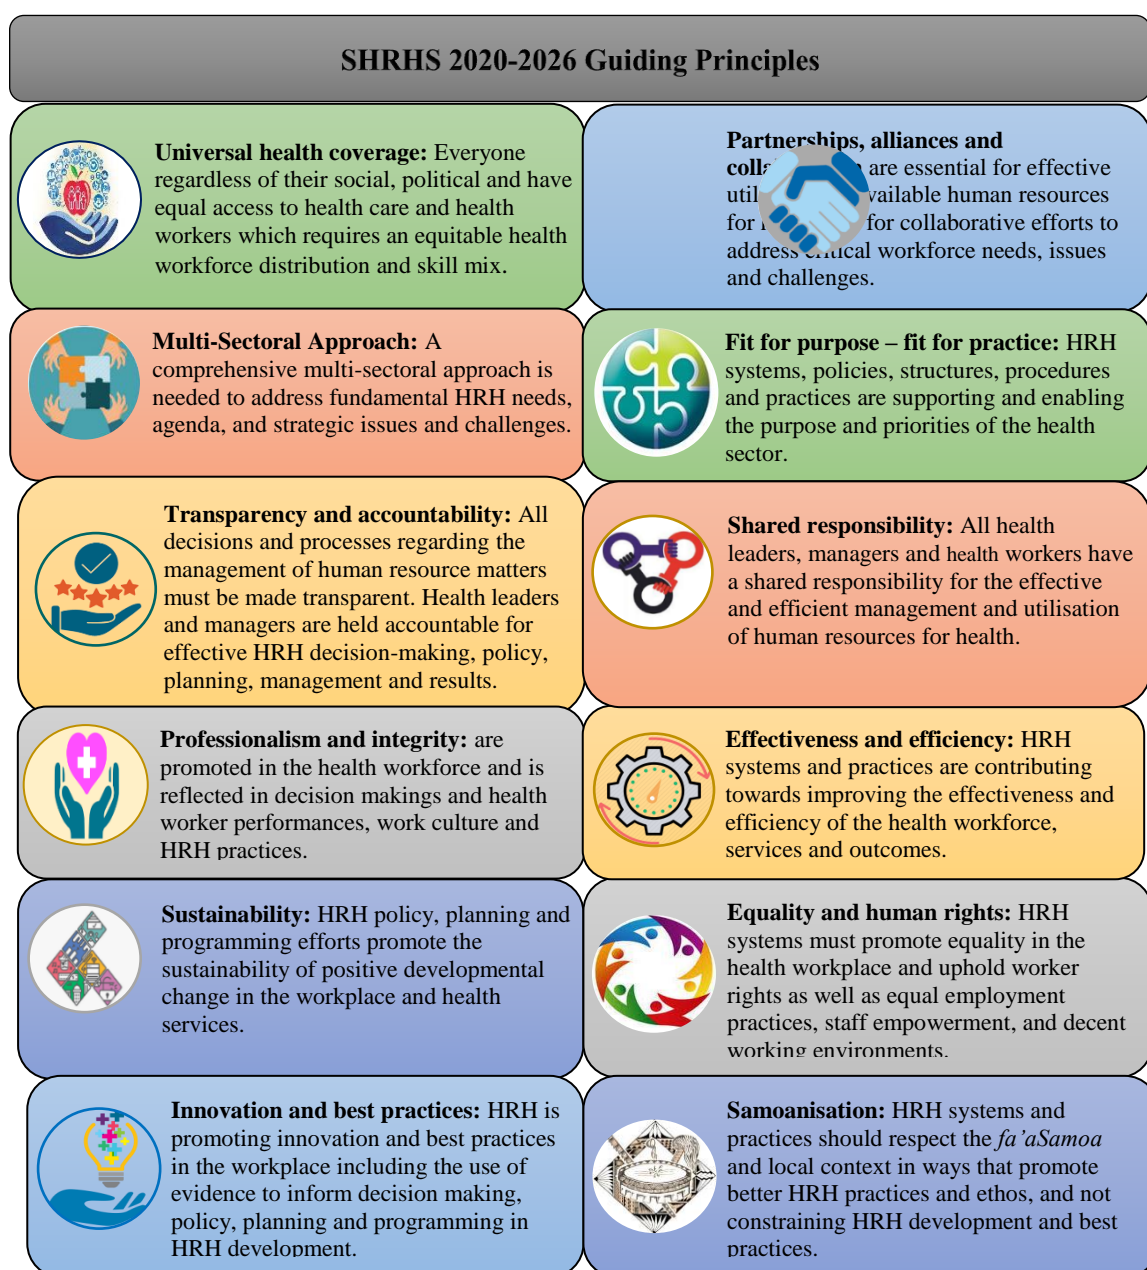 SHRHS 2020-2026 Guiding Principles
Universal health coverage: Everyone
regardless of their social, political and have
equal access to health care and health
workers which requires an equitable health
workforce distribution and skill mix.
Partnerships, alliances and
are essential for effective
human resources
for collaborative efforts to
address critical workforce needs, issues
and challenges.
Multi-Sectoral Approach: A
comprehensive multi-sectoral approach is
needed to address fundamental HRH needs,
agenda, and strategic issues and challenges.
Fit for purpose – fit for practice: HRH
systems, policies, structures, procedures
and practices are supporting and enabling
the purpose and priorities of the health
sector.
Transparency and accountability: All
decisions and processes regarding the
management of human resource matters
must be made transparent. Health leaders
and managers are held accountable for
effective HRH decision-making, policy,
planning, management and results.
Shared responsibility: All health
leaders, managers and health workers have
a shared responsibility for the effective
and efficient management and utilisation
of human resources for health.
Professionalism and integrity: are
promoted in the health workforce and is
reflected in decision makings and health
worker performances, work culture and
HRH practices.
Effectiveness and efficiency: HRH
systems and practices are contributing
towards improving the effectiveness and
efficiency of the health workforce,
services and outcomes.
Sustainability: HRH policy, planning and
programming efforts promote the
sustainability of positive developmental
change in the workplace and health
services.
Equality and human rights: HRH
systems must promote equality in the
health workplace and uphold worker
rights as well as equal employment
practices, staff empowerment, and decent
working environments.
Innovation and best practices: HRH is
promoting innovation and best practices
in the workplace including the use of
evidence to inform decision making,
policy, planning and programming in
HRH development.
Samoanisation: HRH systems and
practices should respect the fa’aSamoa
and local context in ways that promote
better HRH practices and ethos, and not
constraining HRH development and best
practices.